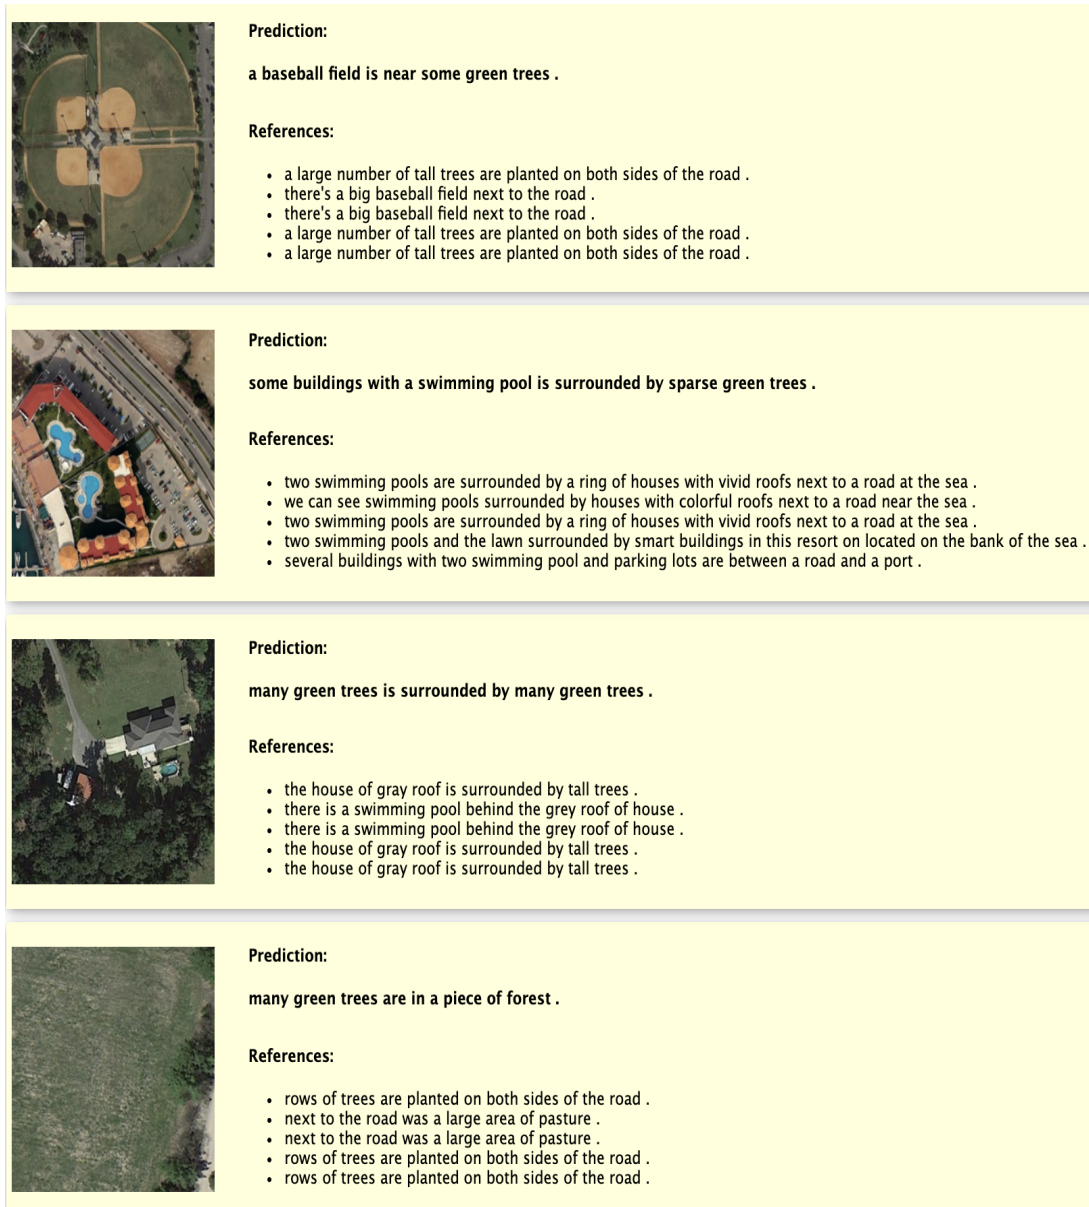 Prediction:
a baseball field is near some green trees .
References:
• a large number of tall trees are planted on both sides of the road .
• there's a big baseball field next to the road .
• there's a big baseball field next to the road .
• a large number of tall trees are planted on both sides of the road .
• a large number of tall trees are planted on both sides of the road .
Prediction:
some buildings with a swimming pool is surrounded by sparse green trees .
References:
• two swimming pools are surrounded by a ring of houses with vivid roofs next to a road at the sea .
• we can see swimming pools surrounded by houses with colorful roofs next to a road near the sea .
• two swimming pools are surrounded by a ring of houses with vivid roofs next to a road at the sea .
• two swimming pools and the lawn surrounded by smart buildings in this resort on located on the bank of the sea .
• several buildings with two swimming pool and parking lots are between a road and a port .
Prediction:
many green trees is surrounded by many green trees .
References:
• the house of gray roof is surrounded by tall trees .
• there is a swimming pool behind the grey roof of house .
• there is a swimming pool behind the grey roof of house .
• the house of gray roof is surrounded by tall trees .
• the house of gray roof is surrounded by tall trees .
Prediction:
many green trees are in a piece of forest .
References:
• rows of trees are planted on both sides of the road .
• next to the road was a large area of pasture .
• next to the road was a large area of pasture .
• rows of trees are planted on both sides of the road .
• rows of trees are planted on both sides of the road .